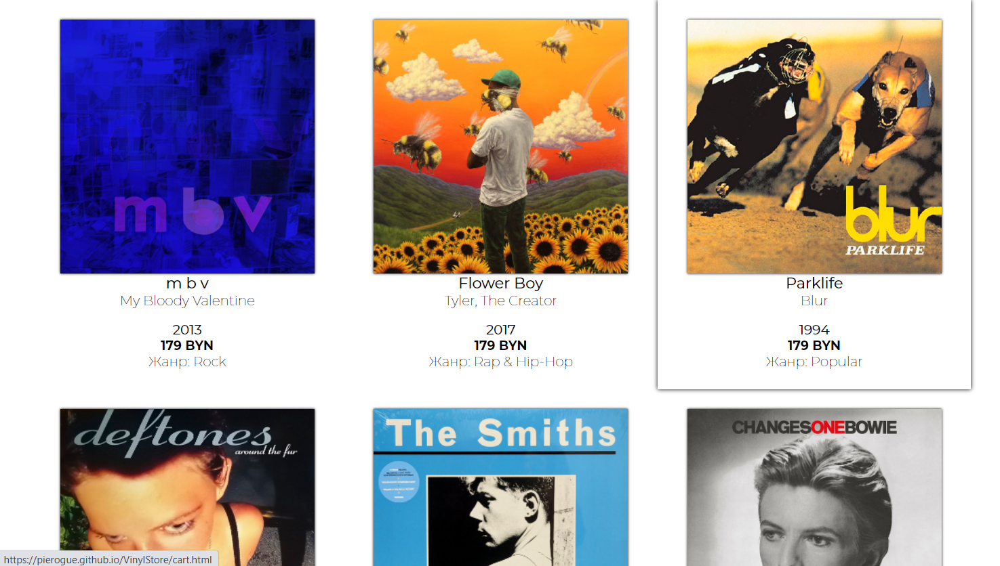 m b v
blur
PARKLIFE
m b v
My Bloody Valentine
2013
179 BYN
Жанр: Rock
Flower Boy
Tyler, The Creator
2017
179 BYN
Жанр: Rap & Hip-Hop
Parklife
Blur
1994
179 BYN
Жанр: Popular
deftones
around the fur
The Smiths
CHANGESONEBOWIE
https://pierogue.github.io/VinylStore/cart.html